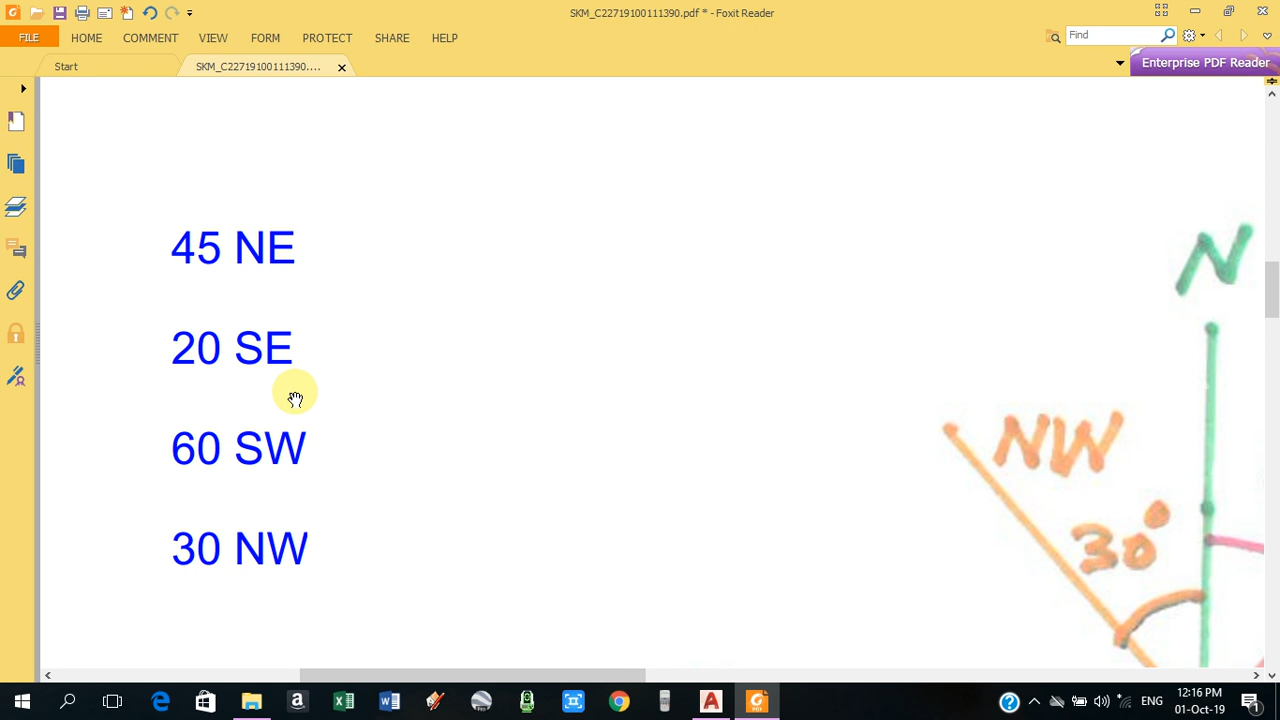 SKM_C22719100111390.pdf * - Foxit Reader
FILE HOME COMMENT VIEW FORM PROTECT SHARE HELP
Find
Start SKM_C22719100111390....
Enterprise PDF Reader
45 NE
20 SE
60 SW
30 NW
N
NW
30°
ENG
12:16 PM
01-Oct-19